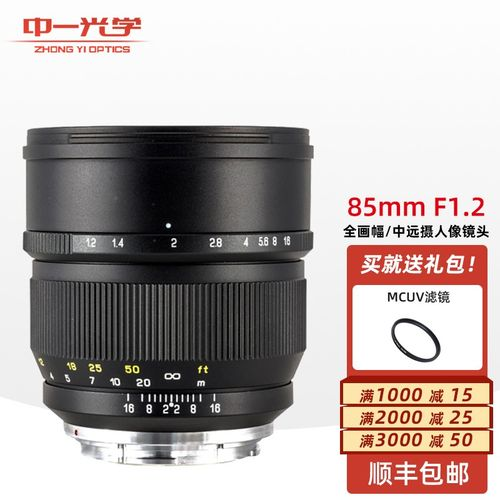 中一光学
ZHONG YI OPTICS
85mm F1.2
全画幅/中远摄人像镜头
买就送礼包!
MCUV滤镜
满1000 减 15
满2000 减 25
满3000 减 50
顺丰包邮
1.2 1.4 2 2.8 4 5.6 8 16
12 18 25 50 ft
4 5 7 10 20 ∞ m
16 8 4 2 2 4 8 16